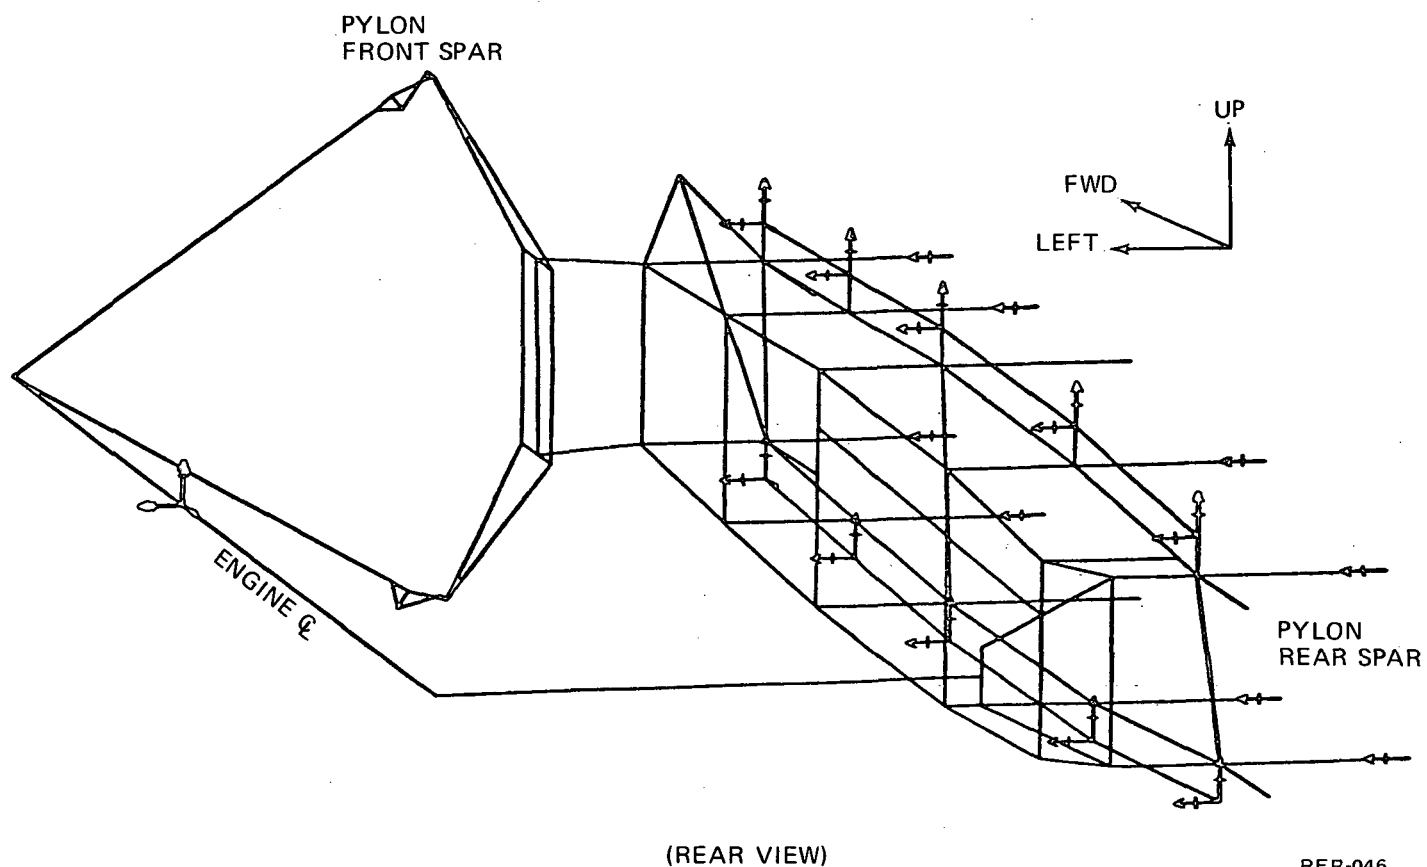 PYLON
FRONT SPAR
UP
FWD
LEFT
ENGINE ℄
PYLON
REAR SPAR
(REAR VIEW)